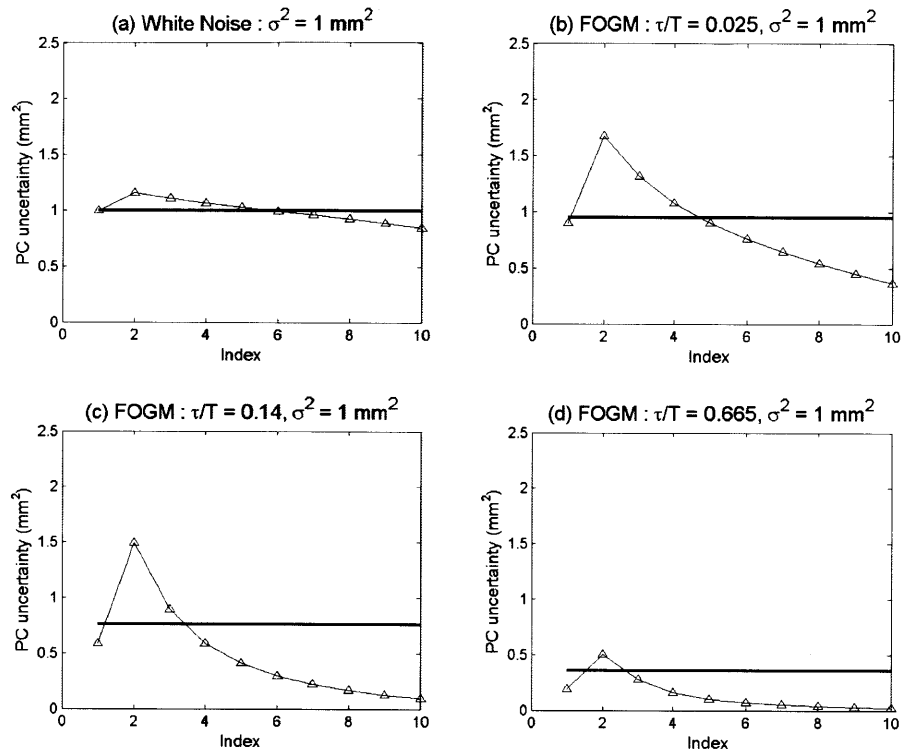 (a) White Noise : σ² = 1 mm²
2.5
2
1.5
1
0.5
0
PC uncertainty (mm²)
0 2 4 6 8 10
Index
(b) FOGM : τ/T = 0.025, σ² = 1 mm²
2.5
2
1.5
1
0.5
0
PC uncertainty (mm²)
0 2 4 6 8 10
Index
(c) FOGM : τ/T = 0.14, σ² = 1 mm²
2.5
2
1.5
1
0.5
0
PC uncertainty (mm²)
0 2 4 6 8 10
Index
(d) FOGM : τ/T = 0.665, σ² = 1 mm²
2.5
2
1.5
1
0.5
0
PC uncertainty (mm²)
0 2 4 6 8 10
Index